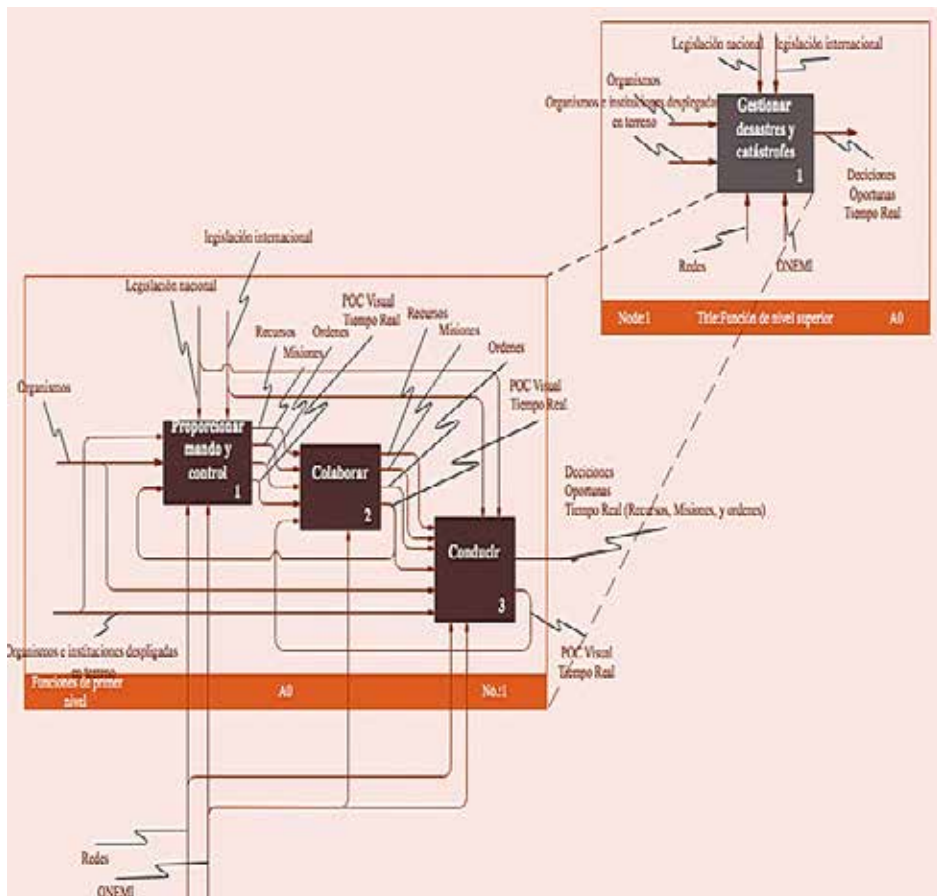 Legislación nacional
legislación internacional
Organismos
Organismos e instituciones desplegadas
en terreno
Gestionar
desastres y
catástrofes
1
Deciciones
Oportunas
Tiempo Real
Redes
ONEMI
Node:1
Title:Función de nivel superior
A0
legislación internacional
Legislación nacional
POC Visual
Tiempo Real
Recursos
Misiones
Ordenes
Recursos
Misiones
Ordenes
POC Visual
Tiempo Real
Organismos
Proporcionar
mando y
control
1
Colaborar
2
Conducir
3
Deciciones
Oportunas
Tiempo Real (Recursos, Misiones, y ordenes)
POC Visual
Tiempo Real
Organismos e instituciones despligadas
en terreno
Funciones de primer
nivel
A0
No.:1
Redes
ONEMI